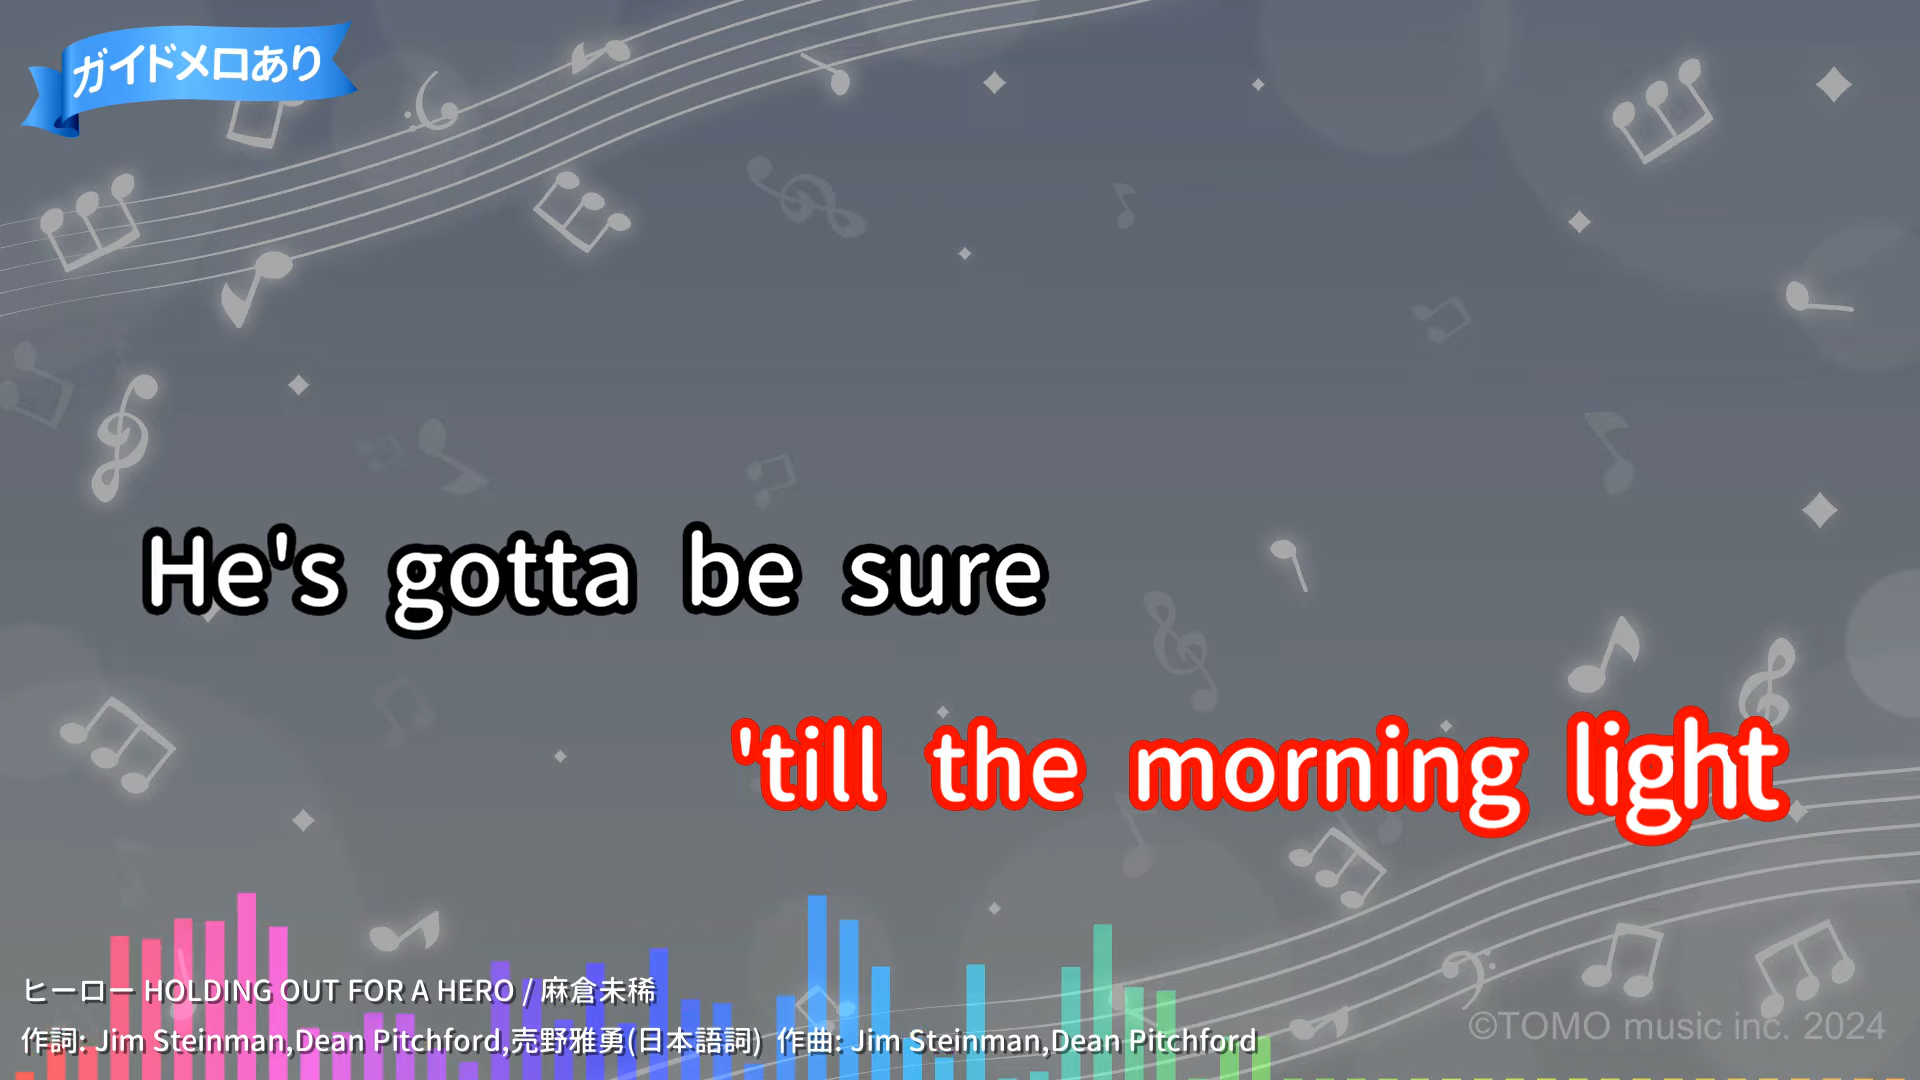 ガイドメロあり
He's gotta be sure
'till the morning light
ヒーロー HOLDING OUT FOR A HERO / 麻倉未稀
作詞: Jim Steinman,Dean Pitchford,売野雅勇(日本語詞) 作曲: Jim Steinman,Dean Pitchford
©TOMO music inc. 2024